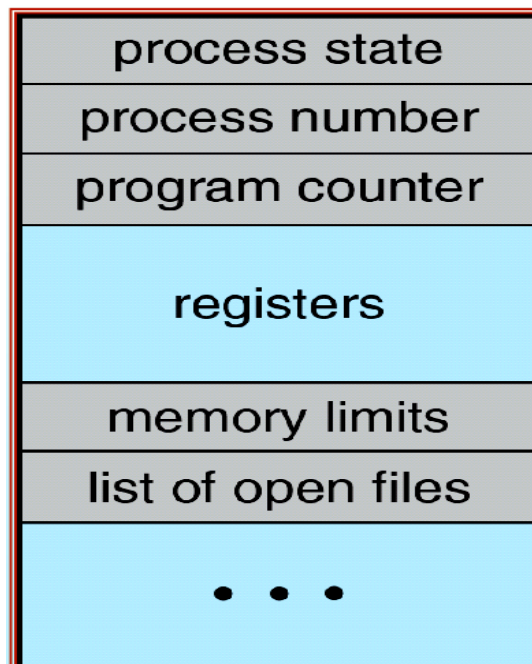 process state
process number
program counter
registers
memory limits
list of open files
• • •